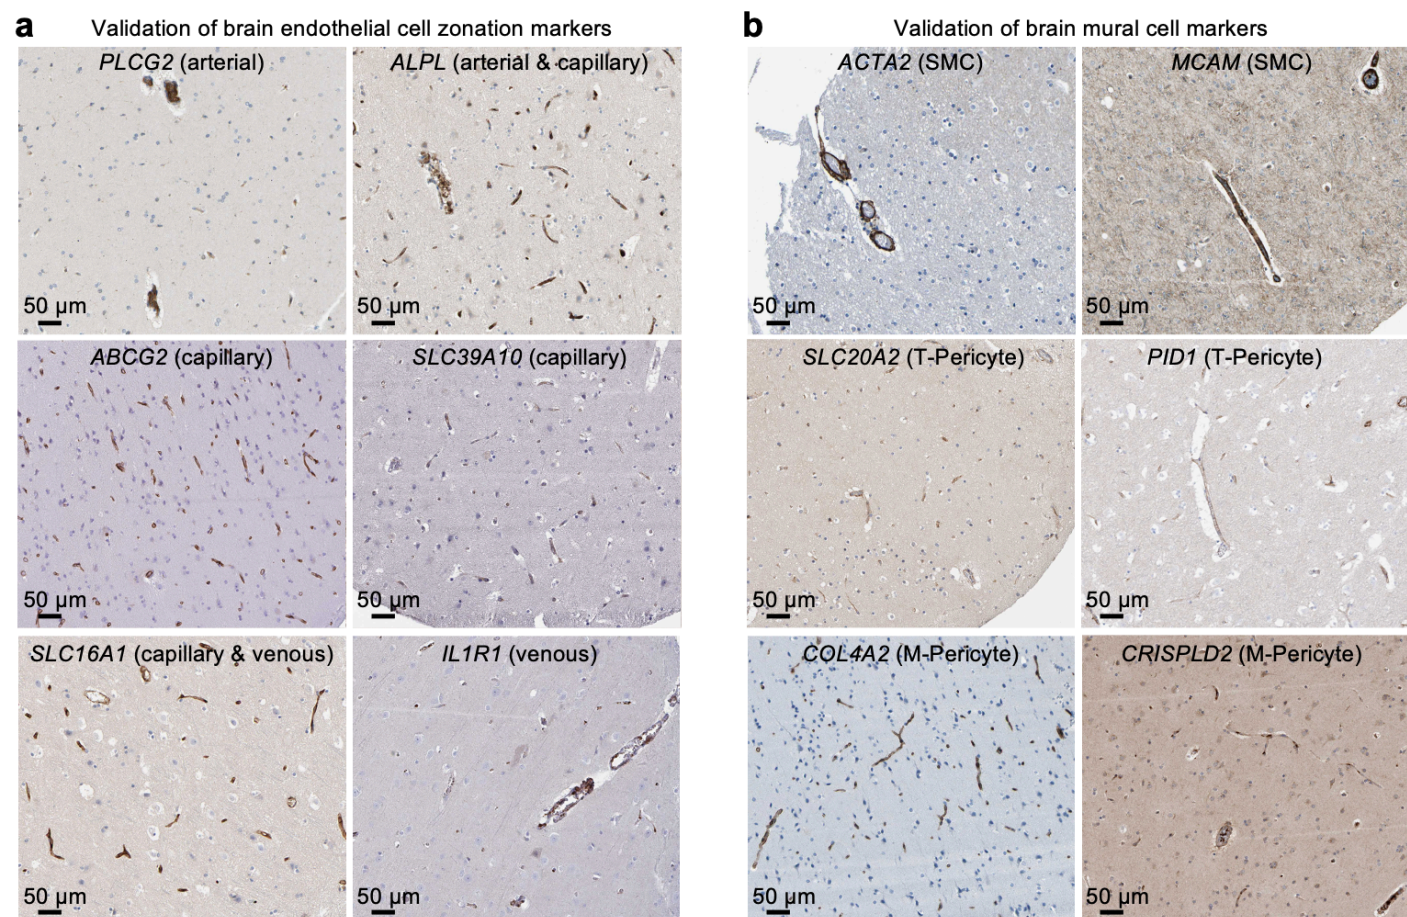 a
Validation of brain endothelial cell zonation markers
PLCG2 (arterial)
50 µm
ALPL (arterial & capillary)
50 µm
ABCG2 (capillary)
50 µm
SLC39A10 (capillary)
50 µm
SLC16A1 (capillary & venous)
50 µm
IL1R1 (venous)
50 µm
b
Validation of brain mural cell markers
ACTA2 (SMC)
50 µm
MCAM (SMC)
50 µm
SLC20A2 (T-Pericyte)
50 µm
PID1 (T-Pericyte)
50 µm
COL4A2 (M-Pericyte)
50 µm
CRISPLD2 (M-Pericyte)
50 µm